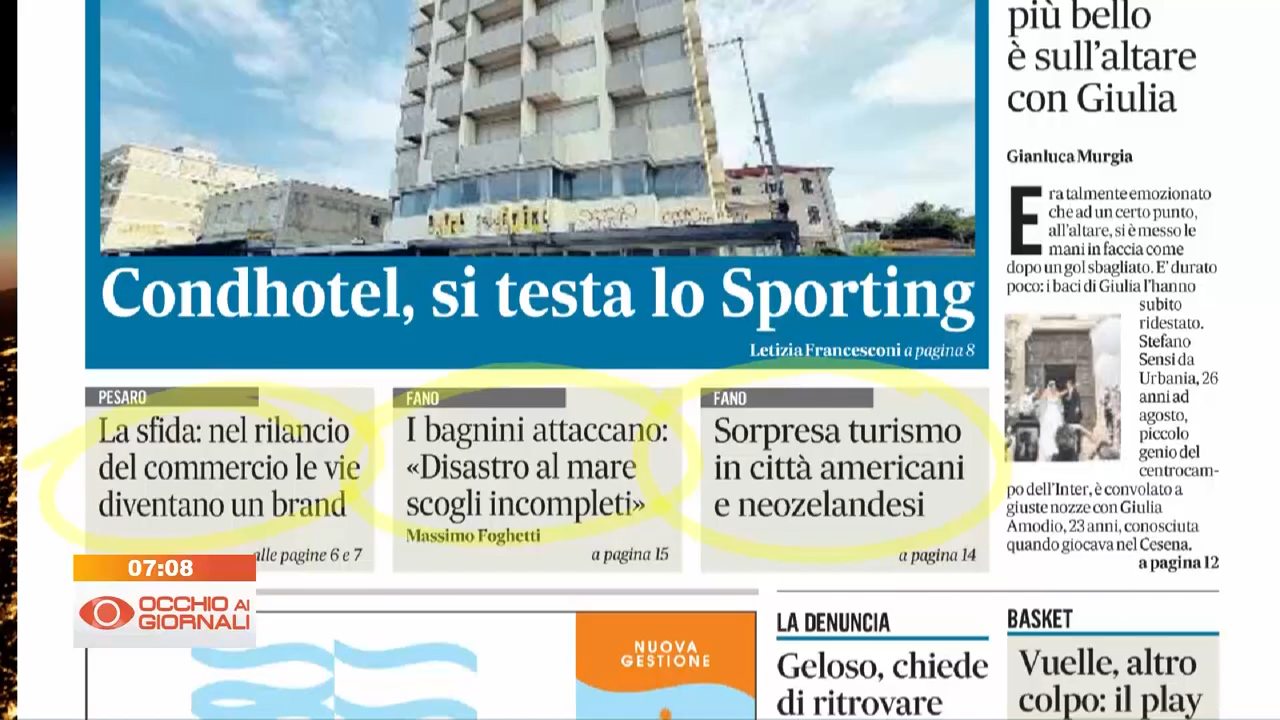 più bello
è sull'altare
con Giulia
Gianluca Murgia
Era talmente emozionato
che ad un certo punto,
all'altare, si è messo le
mani in faccia come
dopo un gol sbagliato. E' durato
poco: i baci di Giulia l'hanno
subito
ridestato.
Stefano
Sensi da
Urbania, 26
anni ad
agosto,
piccolo
genio del
centrocam-
po dell'Inter, è convolato a
giuste nozze con Giulia
Amodio, 23 anni, conosciuta
quando giocava nel Cesena.
a pagina 12
Condhotel, si testa lo Sporting
Letizia Francesconi a pagina 8
PESARO
La sfida: nel rilancio
del commercio le vie
diventano un brand
alle pagine 6 e 7
FANO
I bagnini attaccano:
«Disastro al mare
scogli incompleti»
Massimo Foghetti
a pagina 15
FANO
Sorpresa turismo
in città americani
e neozelandesi
a pagina 14
07:08
OCCHIO AI
GIORNALI
NUOVA
GESTIONE
LA DENUNCIA
Geloso, chiede
di ritrovare
BASKET
Vuelle, altro
colpo: il play